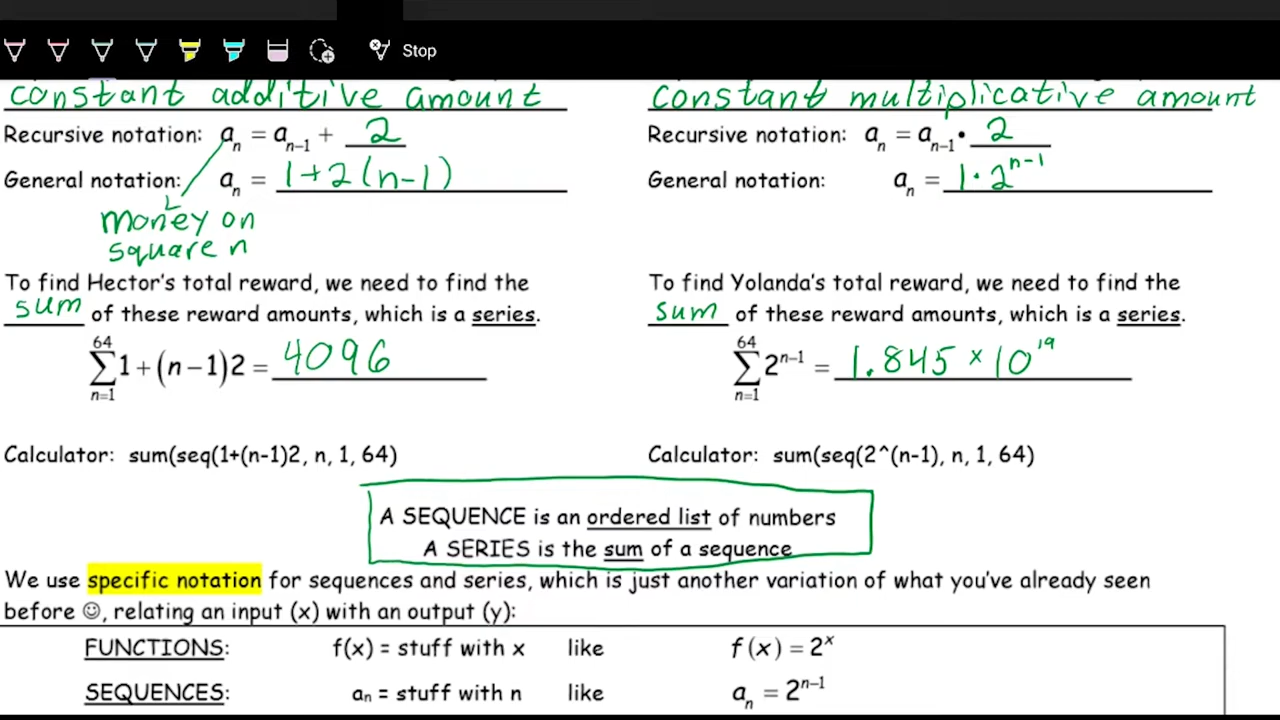 Stop
constant additive amount
Recursive notation: aₙ = aₙ₋₁ + 2
General notation: aₙ = 1+2(n-1)
money on
square n
To find Hector's total reward, we need to find the
sum of these reward amounts, which is a series.
64
∑ 1 + (n – 1)2 = 4096
n=1
Calculator: sum(seq(1+(n-1)2, n, 1, 64)
constant multiplicative amount
Recursive notation: aₙ = aₙ₋₁ • 2
General notation: aₙ = 1 • 2ⁿ⁻¹
To find Yolanda's total reward, we need to find the
sum of these reward amounts, which is a series.
64
∑ 2ⁿ⁻¹ = 1.845 × 10¹⁹
n=1
Calculator: sum(seq(2^(n-1), n, 1, 64)
A SEQUENCE is an ordered list of numbers
A SERIES is the sum of a sequence
We use specific notation for sequences and series, which is just another variation of what you've already seen
before ☺, relating an input (x) with an output (y):
FUNCTIONS: f(x) = stuff with x like f(x) = 2ˣ
SEQUENCES: aₙ = stuff with n like aₙ = 2ⁿ⁻¹